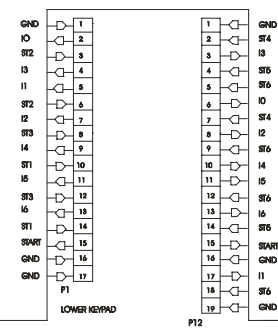 GND 1 1 GND
IO 2 2 ST4
ST2 3 3 I3
I3 4 4 ST5
I1 5 5 ST6
ST2 6 6 IO
I2 7 7 ST4
ST3 8 8 I2
I4 9 9 ST6
ST1 10 10 I4
I5 11 11 I5
ST3 12 12 ST6
I6 13 13 I6
ST1 14 14 ST5
START 15 15 START
GND 16 16 GND
GND 17 17 I1
P1 18 ST6
LOWER KEYPAD 19 GND
P12